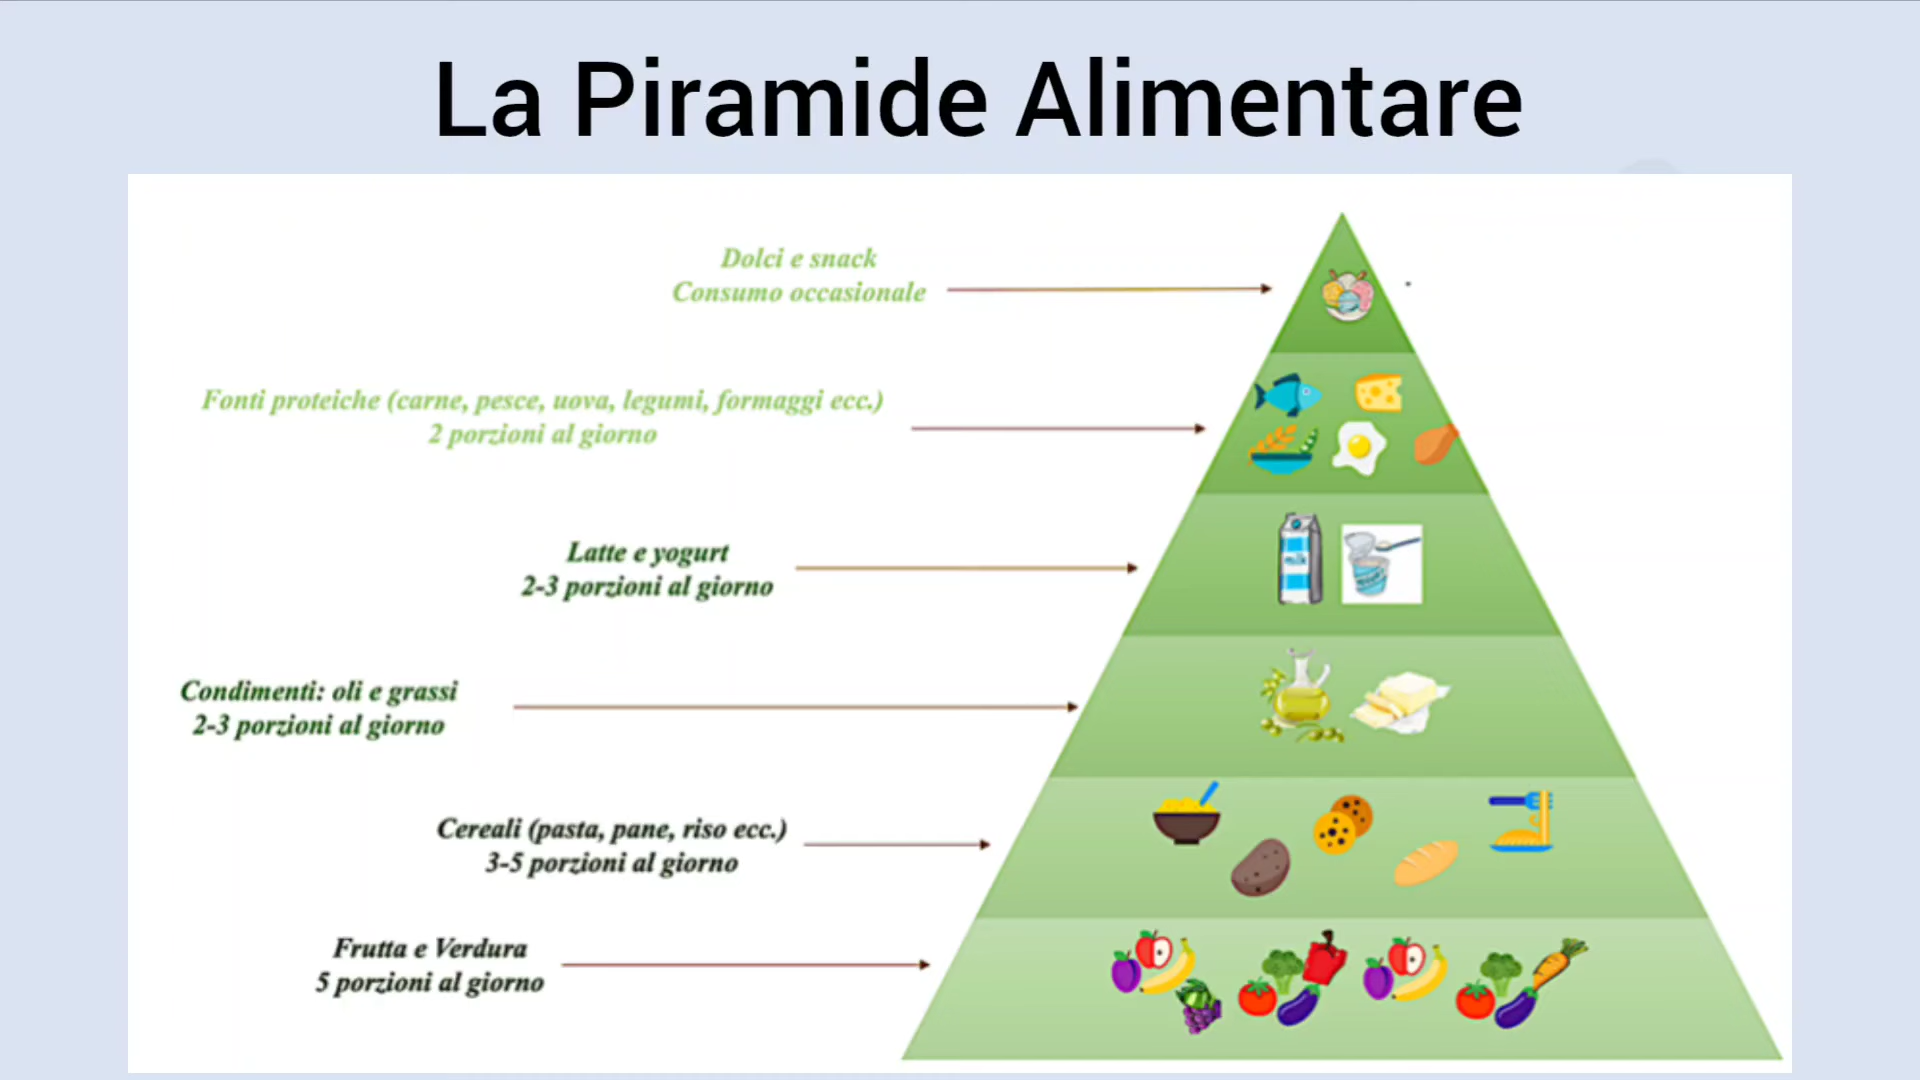 La Piramide Alimentare
Dolci e snack
Consumo occasionale
Fonti proteiche (carne, pesce, uova, legumi, formaggi ecc.)
2 porzioni al giorno
Latte e yogurt
2-3 porzioni al giorno
milk
Condimenti: oli e grassi
2-3 porzioni al giorno
Cereali (pasta, pane, riso ecc.)
3-5 porzioni al giorno
Frutta e Verdura
5 porzioni al giorno